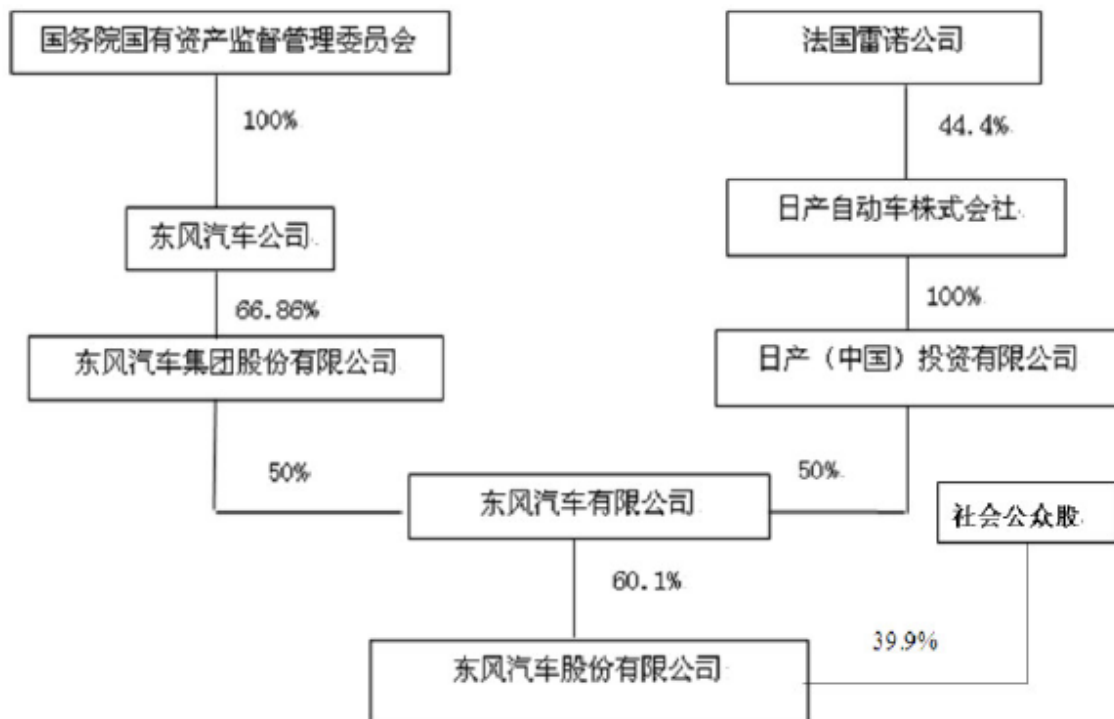 国务院国有资产监督管理委员会
法国雷诺公司
100%
44.4%
东风汽车公司
日产自动车株式会社
66.86%
100%
东风汽车集团股份有限公司
日产（中国）投资有限公司
50%
50%
东风汽车有限公司
社会公众股
60.1%
39.9%
东风汽车股份有限公司